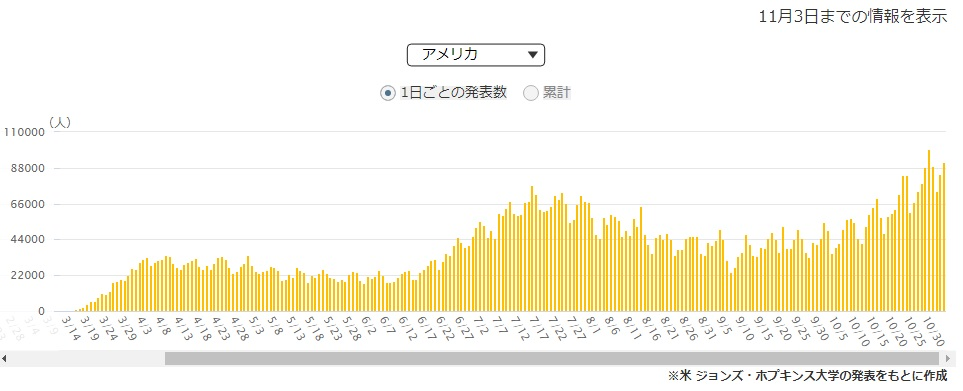 11月3日までの情報を表示
アメリカ
1日ごとの発表数 累計
（人）
110000
88000
66000
44000
22000
0
2/28 3/4 3/9 3/14 3/19 3/24 3/29 4/3 4/8 4/13 4/18 4/23 4/28 5/3 5/8 5/13 5/18 5/23 5/28 6/2 6/7 6/12 6/17 6/22 6/27 7/2 7/7 7/12 7/17 7/22 7/27 8/1 8/6 8/11 8/16 8/21 8/26 8/31 9/5 9/10 9/15 9/20 9/25 9/30 10/5 10/10 10/15 10/20 10/25 10/30
※米 ジョンズ・ホプキンス大学の発表をもとに作成